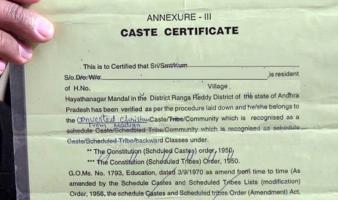 ANNEXURE - III
CASTE CERTIFICATE
This is to Certified that Sri/Smt/Kum
S/o.D/o.W/o. is resident
of H.No. Village
Hayathanagar Mandal in the District Ranga Reddy District of the state of Andhra
Pradesh has been verified as per the procedure laid down and he/she belongs to
the converted christian Caste/Tribe/Community which is recognised as a
from Madiga
schedule Caste/Scheduled Tribe/Community which is recognised as schedule
Caste/Scheduled Tribe/backward Classes under.
** The Constitution (Schduled Castes) order, 1950.
*** The Constitution (Scheduled Tribes) Order, 1950.
G.O.Ms. No. 1793, Education, dated 3/9/1970 as amend from time to time (As
amended by the Schedule Castes and Scheduled Tribes Lists (modification)
Order, 1956, the schedule Castes and Scheduled tribes Order (Amendment) Act,